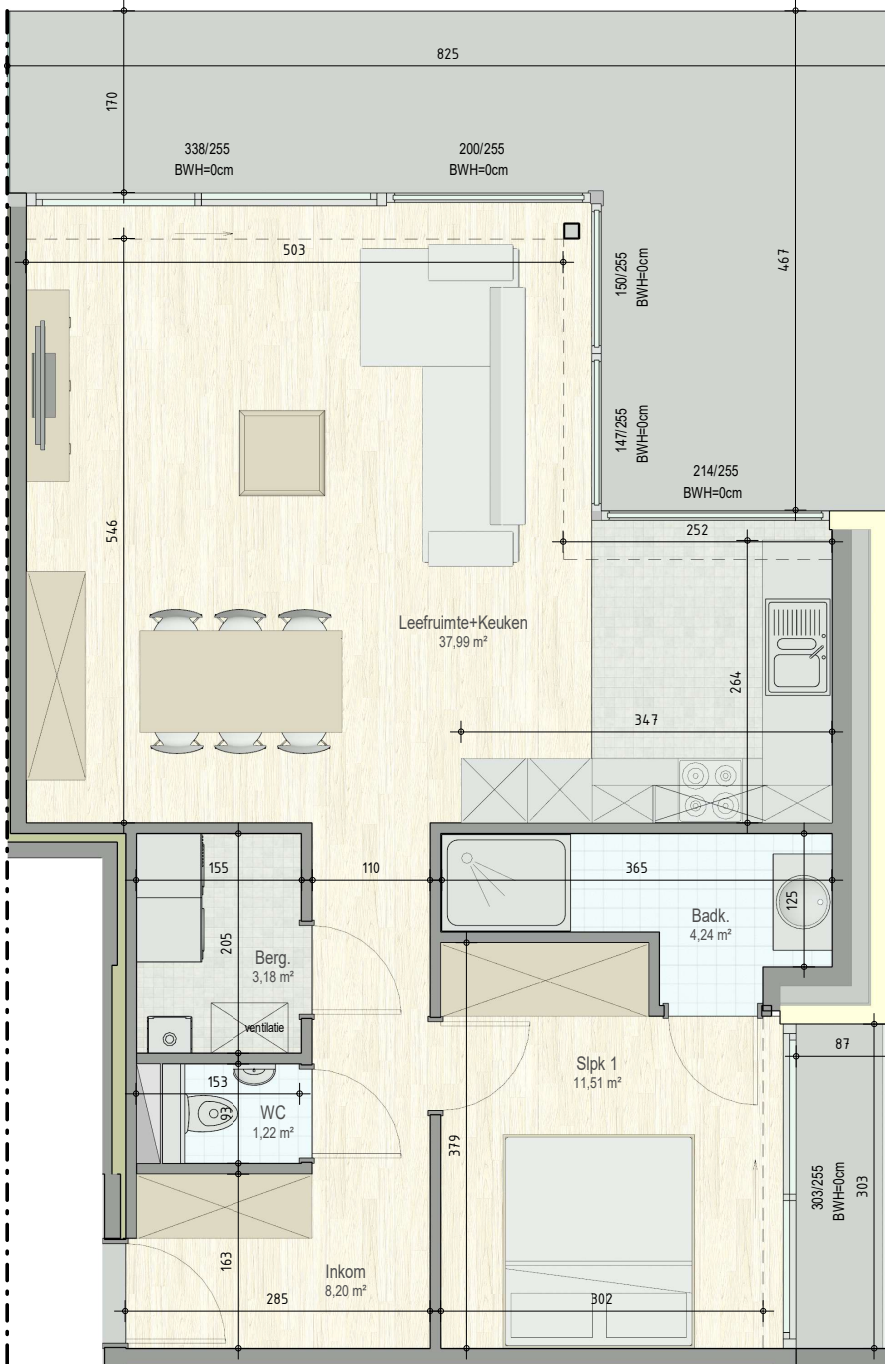 825
170
338/255
BWH=0cm
200/255
BWH=0cm
503
150/255
BWH=0cm
467
147/255
BWH=0cm
214/255
BWH=0cm
546
252
Leefruimte+Keuken
37,99 m²
264
347
155
110
365
125
Badk.
4,24 m²
205
Berg.
3,18 m²
ventilatie
87
Slpk 1
11,51 m²
153
93
WC
1,22 m²
379
303/255
BWH=0cm
303
163
Inkom
8,20 m²
285
302